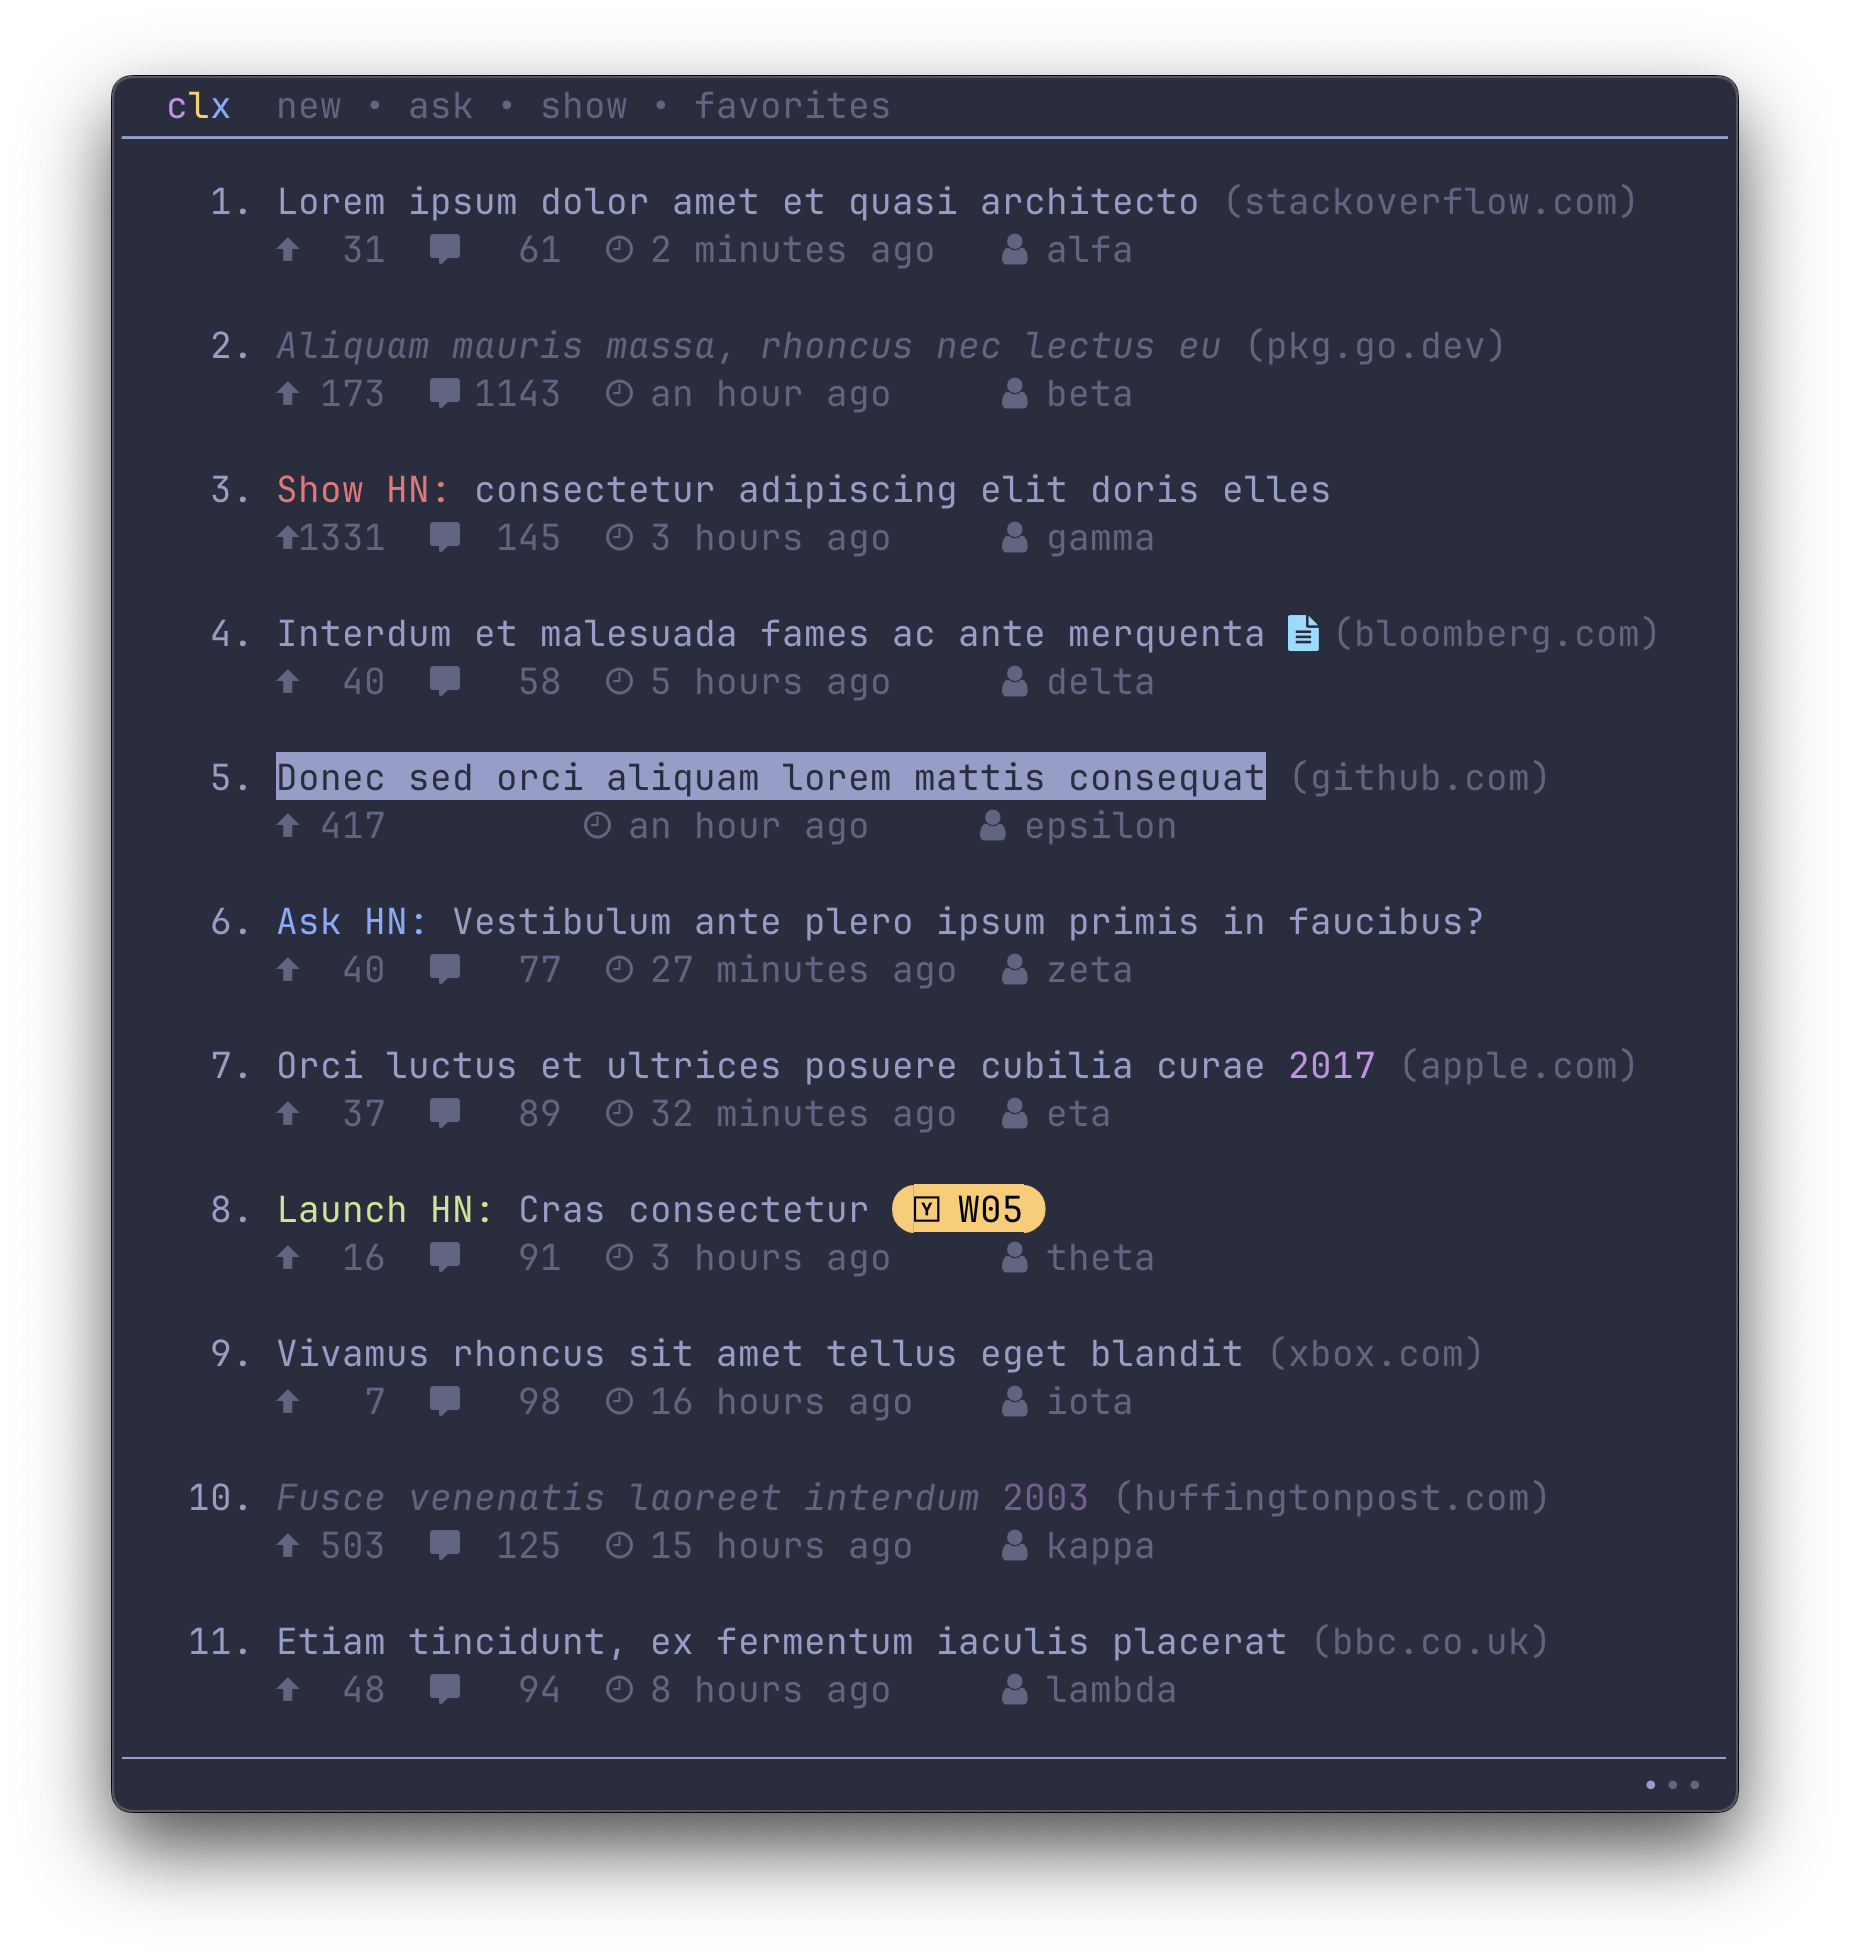 clx new • ask • show • favorites
1. Lorem ipsum dolor amet et quasi architecto (stackoverflow.com)
31 61 2 minutes ago alfa
2. Aliquam mauris massa, rhoncus nec lectus eu (pkg.go.dev)
173 1143 an hour ago beta
3. Show HN: consectetur adipiscing elit doris elles
1331 145 3 hours ago gamma
4. Interdum et malesuada fames ac ante merquenta (bloomberg.com)
40 58 5 hours ago delta
5. Donec sed orci aliquam lorem mattis consequat (github.com)
417 an hour ago epsilon
6. Ask HN: Vestibulum ante plero ipsum primis in faucibus?
40 77 27 minutes ago zeta
7. Orci luctus et ultrices posuere cubilia curae 2017 (apple.com)
37 89 32 minutes ago eta
8. Launch HN: Cras consectetur Y W05
16 91 3 hours ago theta
9. Vivamus rhoncus sit amet tellus eget blandit (xbox.com)
7 98 16 hours ago iota
10. Fusce venenatis laoreet interdum 2003 (huffingtonpost.com)
503 125 15 hours ago kappa
11. Etiam tincidunt, ex fermentum iaculis placerat (bbc.co.uk)
48 94 8 hours ago lambda